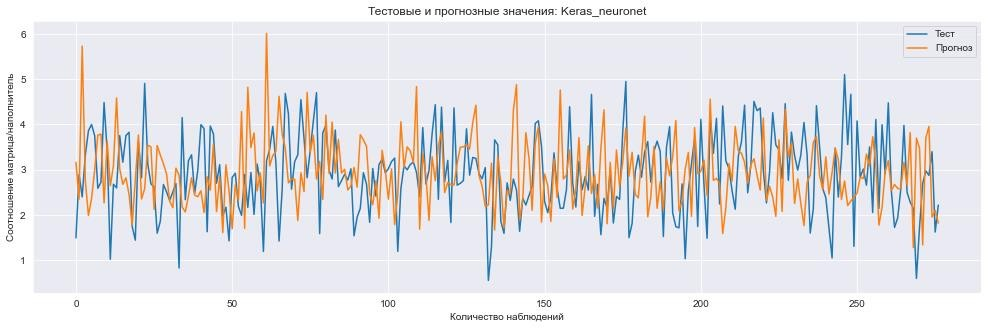 Тестовые и прогнозные значения: Keras_neuronet
Тест
Прогноз
Соотношение матрица/наполнитель
6
5
4
3
2
1
0
50
100
150
200
250
Количество наблюдений